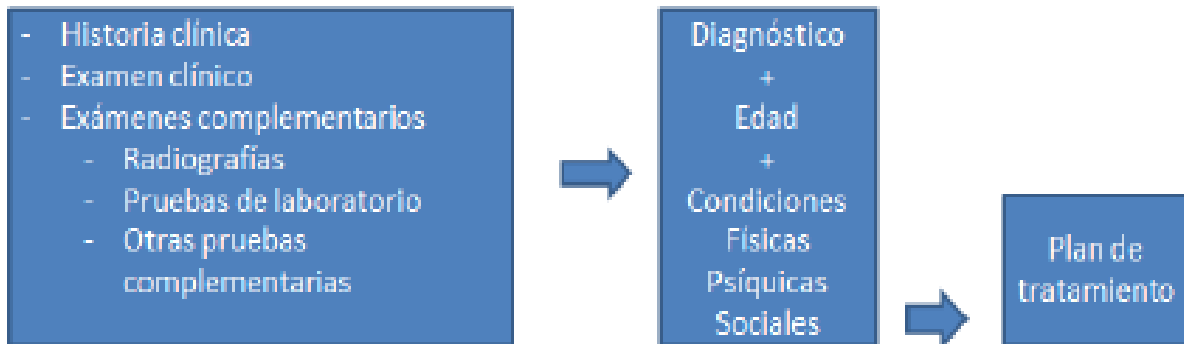 - Historia clínica
- Examen clínico
- Exámenes complementarios
- Radiografías
- Pruebas de laboratorio
- Otras pruebas
complementarias
Diagnóstico
+
Edad
+
Condiciones
Físicas
Psíquicas
Sociales
Plan de
tratamiento